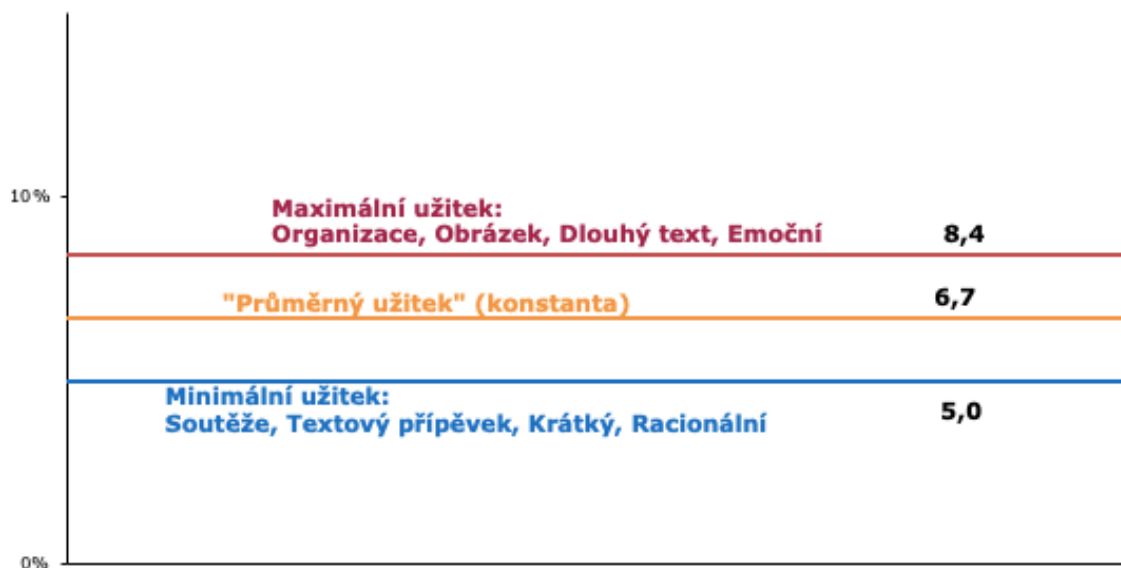 10%
Maximální užitek:
Organizace, Obrázek, Dlouhý text, Emoční
8,4
"Průměrný užitek" (konstanta)
6,7
Minimální užitek:
Soutěže, Textový přípěvek, Krátký, Racionální
5,0
0%